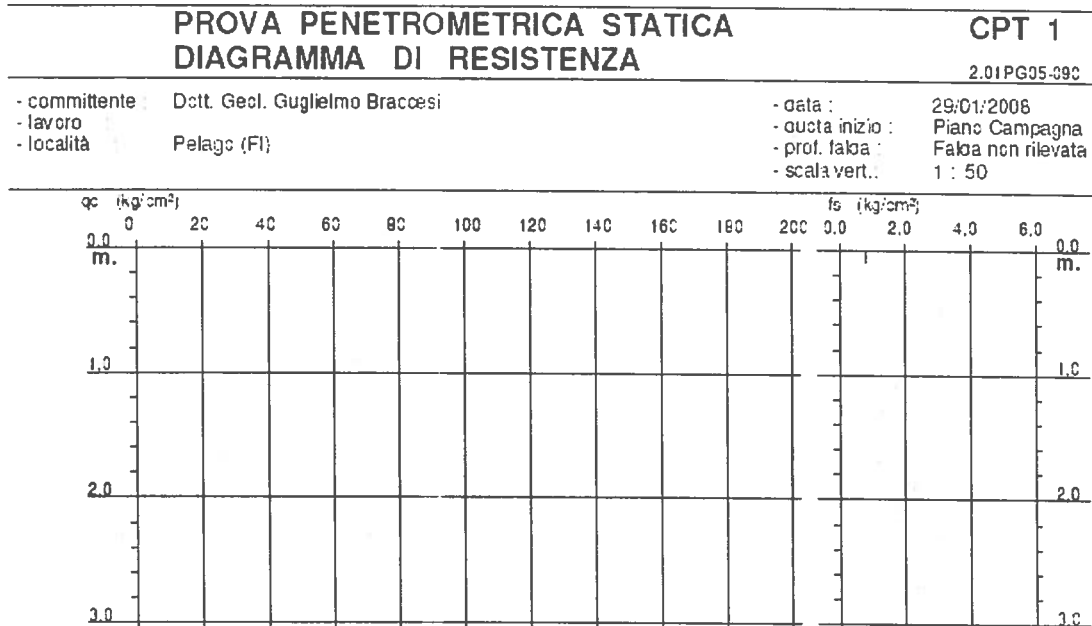 PROVA PENETROMETRICA STATICA CPT 1
DIAGRAMMA DI RESISTENZA
2.01PG05-090
- committente : Dott. Geol. Guglielmo Braccesi
- lavoro
- località Pelago (FI)
- data : 29/01/2008
- quota inizio : Piano Campagna
- prof. falda : Falda non rilevata
- scala vert.: 1 : 50
qc (kg/cm²) fs (kg/cm²)
0 20 40 60 80 100 120 140 160 180 200 0,0 2,0 4,0 6,0
0,0 0,0
m. m.
1,0 1,0
2,0 2,0
3,0 3,0